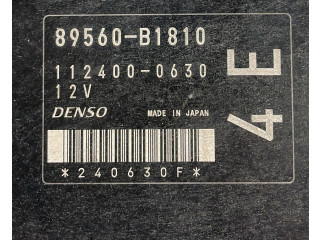 89560-B1810
112400-0630
12V
DENSO MADE IN JAPAN
*240630F*
4E